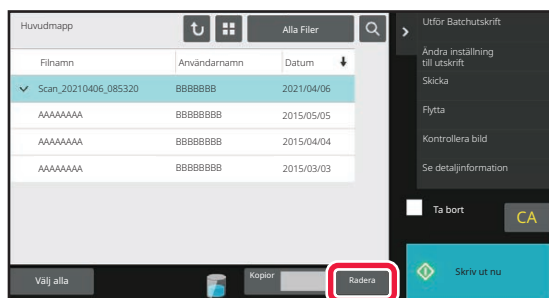 Huvudmapp
Alla Filer
Filnamn Användarnamn Datum
Scan_20210406_085320 BBBBBBB 2021/04/06
AAAAAAAA BBBBBBBB 2015/05/05
AAAAAAAA BBBBBBBB 2015/04/04
AAAAAAAA BBBBBBBB 2015/03/03
Välj alla
Kopior
Radera
Utför Batchutskrift
Ändra inställning
till utskrift
Skicka
Flytta
Kontrollera bild
Se detaljinformation
Ta bort
CA
Skriv ut nu